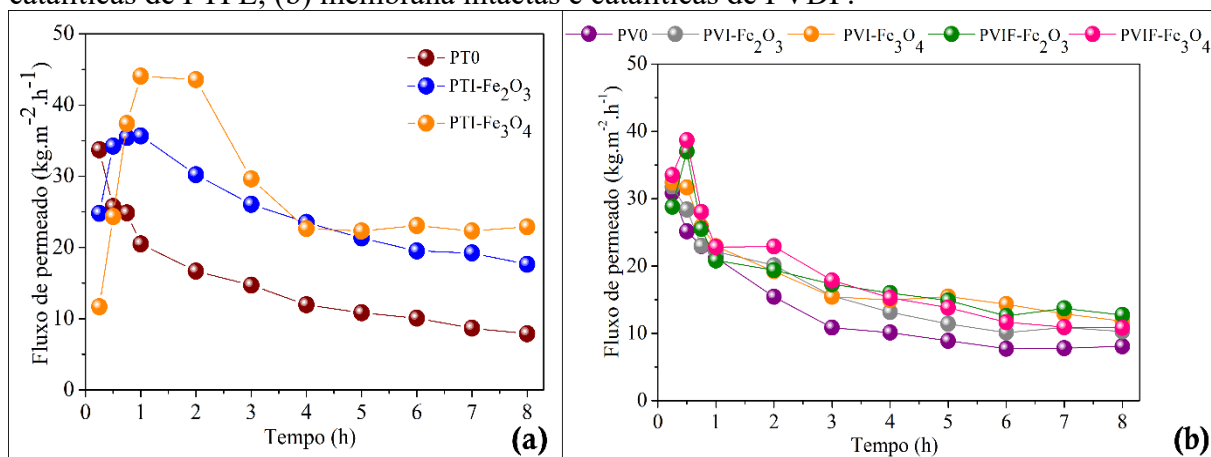 catalíticas de PTFE; (b) membrana intactas e catalíticas de PVDF.
PT0
PTI-Fe₂O₃
PTI-Fe₃O₄
Fluxo de permeado (kg.m⁻².h⁻¹)
50
40
30
20
10
0
0 1 2 3 4 5 6 7 8
Tempo (h)
(a)
PV0 PVI-Fe₂O₃ PVI-Fe₃O₄ PVIF-Fe₂O₃ PVIF-Fe₃O₄
Fluxo de permeado (kg.m⁻².h⁻¹)
50
40
30
20
10
0
0 1 2 3 4 5 6 7 8
Tempo (h)
(b)